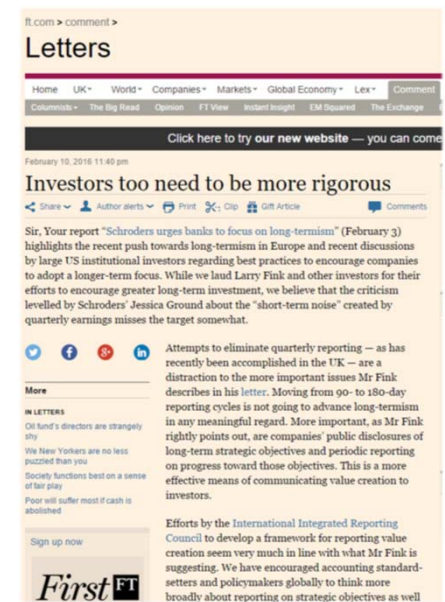 ft.com > comment >
Letters
Home UK World Companies Markets Global Economy Lex Comment
Columnists The Big Read Opinion FT View Instant Insight EM Squared The Exchange
Click here to try our new website — you can come
February 10, 2016 11:40 pm
Investors too need to be more rigorous
Share Author alerts Print Clip Gift Article Comments
Sir, Your report “Schroders urges banks to focus on long-termism” (February 3)
highlights the recent push towards long-termism in Europe and recent discussions
by large US institutional investors regarding best practices to encourage companies
to adopt a longer-term focus. While we laud Larry Fink and other investors for their
efforts to encourage greater long-term investment, we believe that the criticism
levelled by Schroders’ Jessica Ground about the “short-term noise” created by
quarterly earnings misses the target somewhat.
Attempts to eliminate quarterly reporting — as has
recently been accomplished in the UK — are a
distraction to the more important issues Mr Fink
describes in his letter. Moving from 90- to 180-day
reporting cycles is not going to advance long-termism
in any meaningful regard. More important, as Mr Fink
rightly points out, are companies’ public disclosures of
long-term strategic objectives and periodic reporting
on progress toward those objectives. This is a more
effective means of communicating value creation to
investors.
Efforts by the International Integrated Reporting
Council to develop a framework for reporting value
creation seem very much in line with what Mr Fink is
suggesting. We have encouraged accounting standard-
setters and policymakers globally to think more
broadly about reporting on strategic objectives as well
More
IN LETTERS
Oil fund's directors are strangely
shy
We New Yorkers are no less
puzzled than you
Society functions best on a sense
of fair play
Poor will suffer most if cash is
abolished
Sign up now
First FT